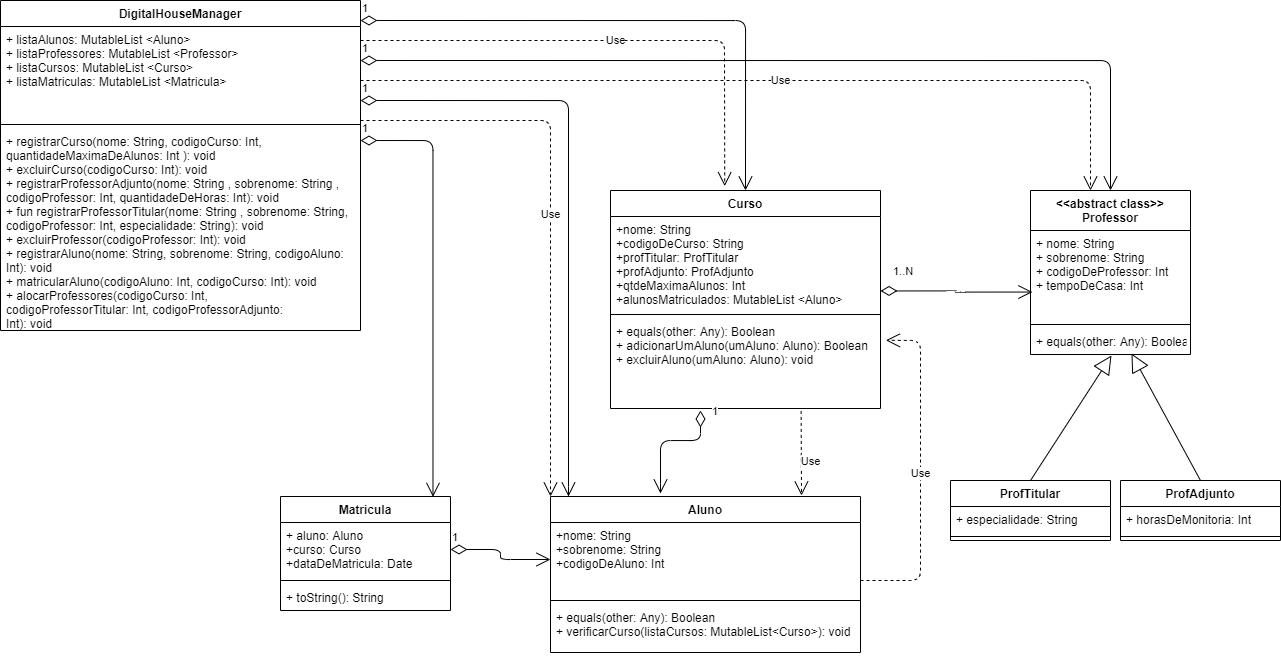 DigitalHouseManager
+ listaAlunos: MutableList <Aluno>
+ listaProfessores: MutableList <Professor>
+ listaCursos: MutableList <Curso>
+ listaMatriculas: MutableList <Matricula>
+ registrarCurso(nome: String, codigoCurso: Int,
quantidadeMaximaDeAlunos: Int ): void
+ excluirCurso(codigoCurso: Int): void
+ registrarProfessorAdjunto(nome: String , sobrenome: String ,
codigoProfessor: Int, quantidadeDeHoras: Int): void
+ fun registrarProfessorTitular(nome: String , sobrenome: String,
codigoProfessor: Int, especialidade: String): void
+ excluirProfessor(codigoProfessor: Int): void
+ registrarAluno(nome: String, sobrenome: String, codigoAluno:
Int): void
+ matricularAluno(codigoAluno: Int, codigoCurso: Int): void
+ alocarProfessores(codigoCurso: Int,
codigoProfessorTitular: Int, codigoProfessorAdjunto:
Int): void
1
Use
1
Use
1
1
Use
Curso
+nome: String
+codigoDeCurso: String
+profTitular: ProfTitular
+profAdjunto: ProfAdjunto
+qtdeMaximaAlunos: Int
+alunosMatriculados: MutableList <Aluno>
+ equals(other: Any): Boolean
+ adicionarUmAluno(umAluno: Aluno): Boolean
+ excluirAluno(umAluno: Aluno): void
1..N
<<abstract class>>
Professor
+ nome: String
+ sobrenome: String
+ codigoDeProfessor: Int
+ tempoDeCasa: Int
+ equals(other: Any): Boolea
1
Use
Use
ProfTitular
+ especialidade: String
ProfAdjunto
+ horasDeMonitoria: Int
Matricula
+ aluno: Aluno
+curso: Curso
+dataDeMatricula: Date
+ toString(): String
1
Aluno
+nome: String
+sobrenome: String
+codigoDeAluno: Int
+ equals(other: Any): Boolean
+ verificarCurso(listaCursos: MutableList<Curso>): void